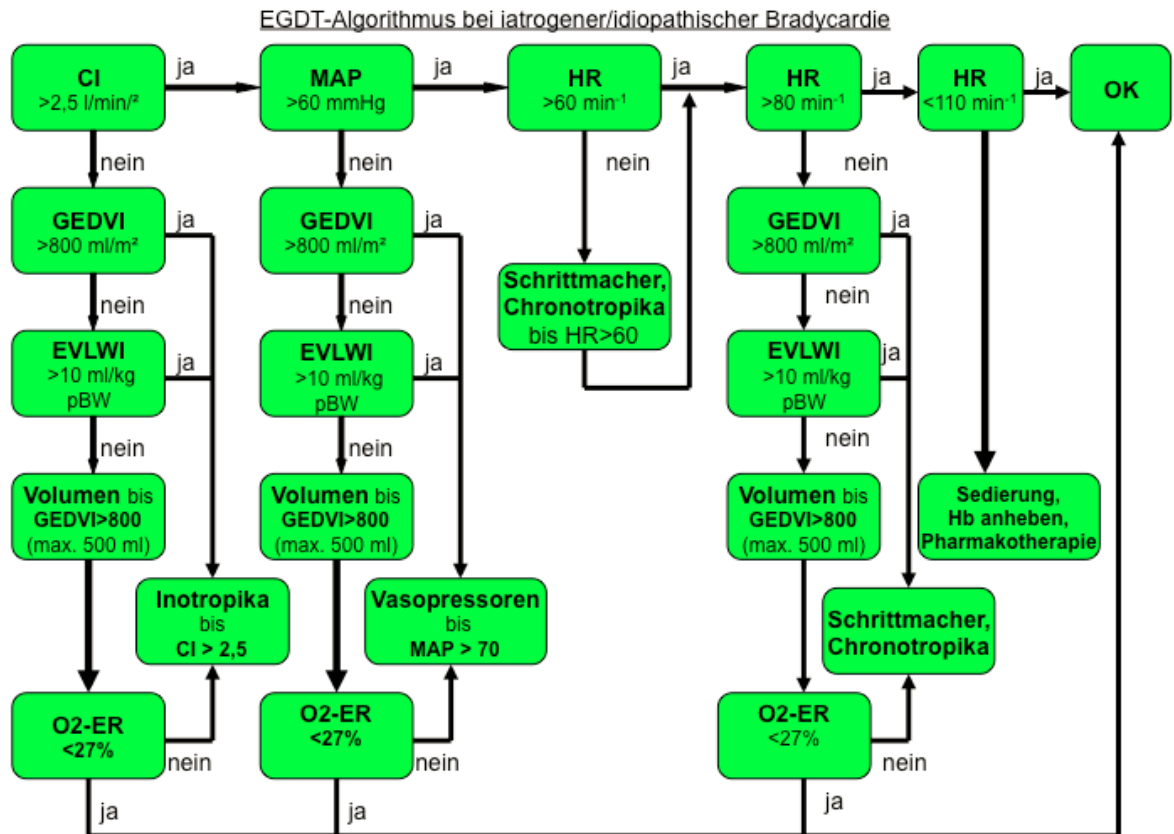 EGDT-Algorithmus bei iatrogener/idiopathischer Bradycardie
CI
>2,5 l/min/²
ja
MAP
>60 mmHg
ja
HR
>60 min⁻¹
ja
HR
>80 min⁻¹
ja
HR
<110 min⁻¹
ja
OK
nein
nein
nein
nein
GEDVI
>800 ml/m²
ja
GEDVI
>800 ml/m²
ja
GEDVI
>800 ml/m²
ja
nein
nein
Schrittmacher,
Chronotropika
bis HR>60
nein
EVLWI
>10 ml/kg
pBW
ja
EVLWI
>10 ml/kg
pBW
ja
EVLWI
>10 ml/kg
pBW
ja
nein
nein
nein
Volumen bis
GEDVI>800
(max. 500 ml)
Volumen bis
GEDVI>800
(max. 500 ml)
Volumen bis
GEDVI>800
(max. 500 ml)
Sedierung,
Hb anheben,
Pharmakotherapie
Inotropika
bis
CI > 2,5
Vasopressoren
bis
MAP > 70
Schrittmacher,
Chronotropika
O2-ER
<27%
nein
O2-ER
<27%
nein
O2-ER
<27%
nein
ja
ja
ja